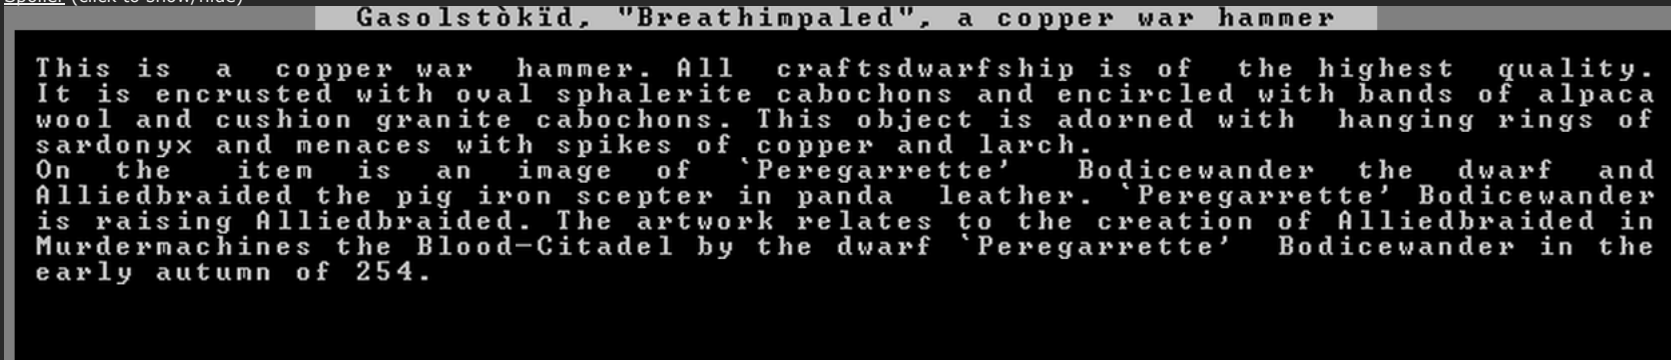 Spoiler (click to show/hide)
Gasolstòkïd, "Breathimpaled", a copper war hammer
This is a copper war hammer. All craftsdwarfship is of the highest quality.
It is encrusted with oval sphalerite cabochons and encircled with bands of alpaca
wool and cushion granite cabochons. This object is adorned with hanging rings of
sardonyx and menaces with spikes of copper and larch.
On the item is an image of `Peregarrette' Bodicewander the dwarf and
Alliedbraided the pig iron scepter in panda leather. `Peregarrette' Bodicewander
is raising Alliedbraided. The artwork relates to the creation of Alliedbraided in
Murdermachines the Blood-Citadel by the dwarf `Peregarrette' Bodicewander in the
early autumn of 254.